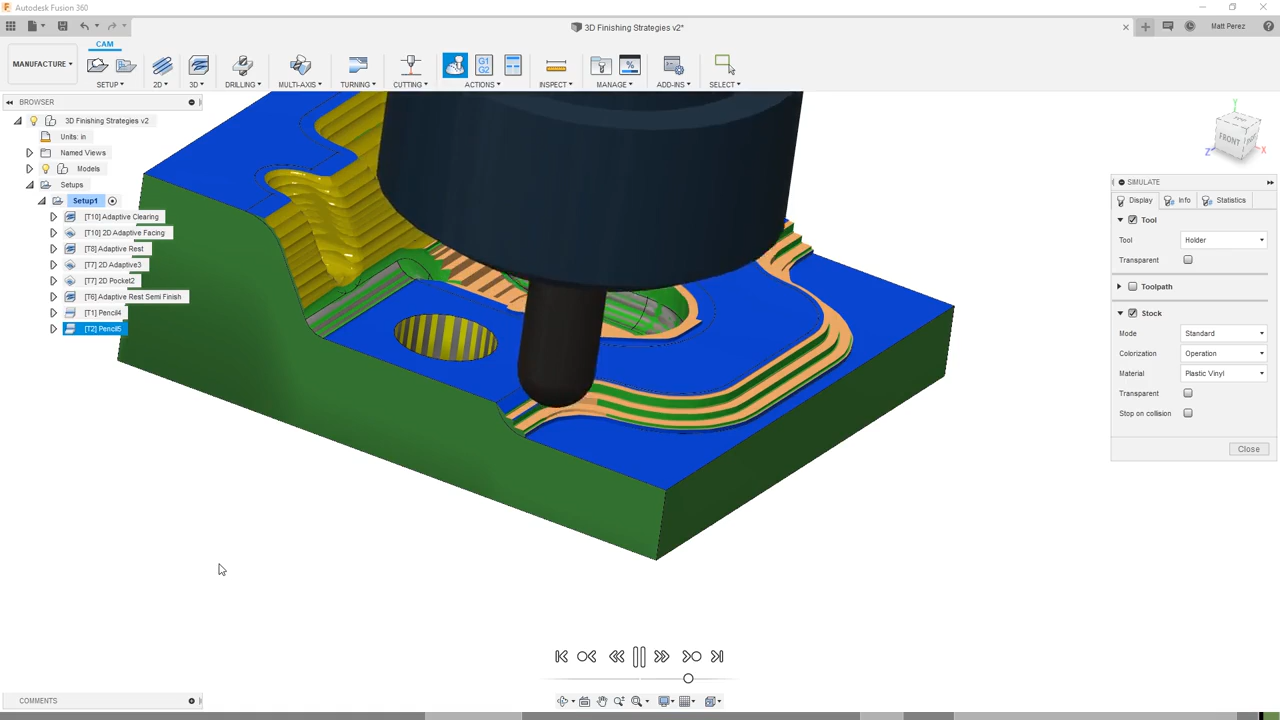 Autodesk Fusion 360
3D Finishing Strategies v2*
Matt Perez
CAM
MANUFACTURE
SETUP
2D
3D
DRILLING
MULTI-AXIS
TURNING
CUTTING
G1
G2
ACTIONS
INSPECT
MANAGE
ADD-INS
SELECT
BROWSER
3D Finishing Strategies v2
Units: in
Named Views
Models
Setups
Setup1
[T10] Adaptive Clearing
[T10] 2D Adaptive Facing
[T8] Adaptive Rest
[T7] 2D Adaptive3
[T7] 2D Pocket2
[T6] Adaptive Rest Semi Finish
[T1] Pencil4
[T2] Pencil5
Y
FRONT
Z
X
SIMULATE
Display
Info
Statistics
Tool
Tool
Holder
Transparent
Toolpath
Stock
Mode
Standard
Colorization
Operation
Material
Plastic Vinyl
Transparent
Stop on collision
Close
COMMENTS